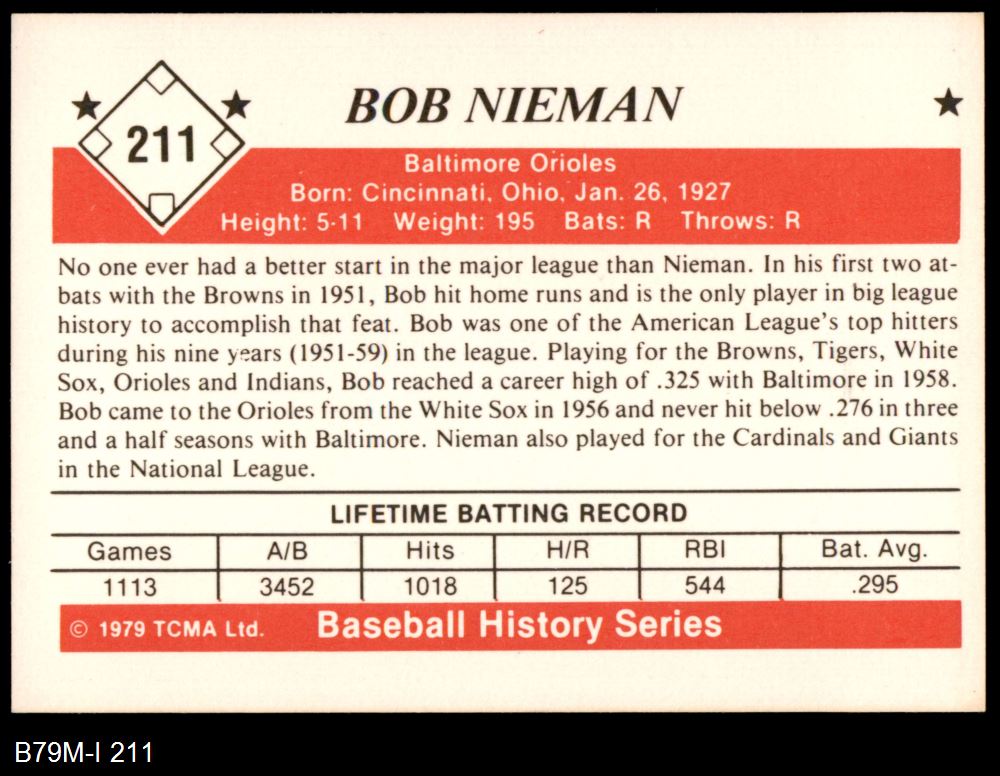 211
BOB NIEMAN
Baltimore Orioles
Born: Cincinnati, Ohio, Jan. 26, 1927
Height: 5-11 Weight: 195 Bats: R Throws: R
No one ever had a better start in the major league than Nieman. In his first two at-
bats with the Browns in 1951, Bob hit home runs and is the only player in big league
history to accomplish that feat. Bob was one of the American League's top hitters
during his nine years (1951-59) in the league. Playing for the Browns, Tigers, White
Sox, Orioles and Indians, Bob reached a career high of .325 with Baltimore in 1958.
Bob came to the Orioles from the White Sox in 1956 and never hit below .276 in three
and a half seasons with Baltimore. Nieman also played for the Cardinals and Giants
in the National League.
LIFETIME BATTING RECORD
Games A/B Hits H/R RBI Bat. Avg.
1113 3452 1018 125 544 .295
© 1979 TCMA Ltd. Baseball History Series
B79M-I 211